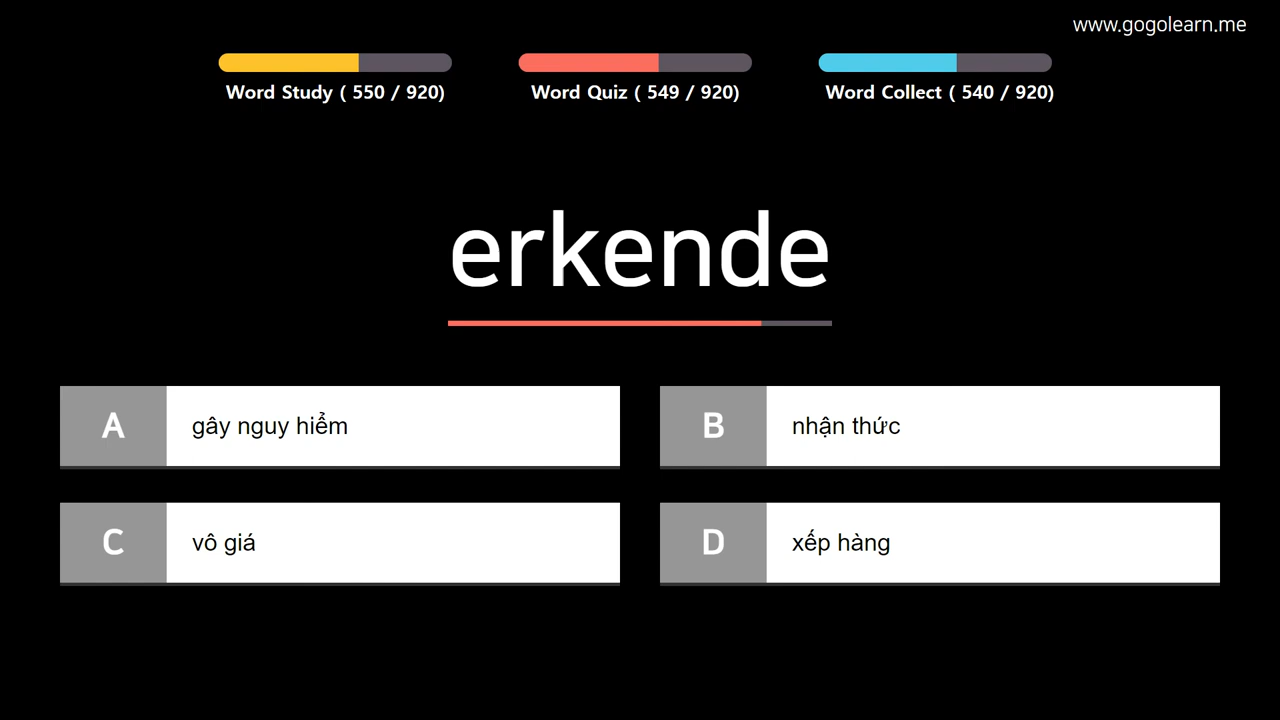 www.gogolearn.me
Word Study ( 550 / 920)
Word Quiz ( 549 / 920)
Word Collect ( 540 / 920)
erkende
A gây nguy hiểm
B nhận thức
C vô giá
D xếp hàng